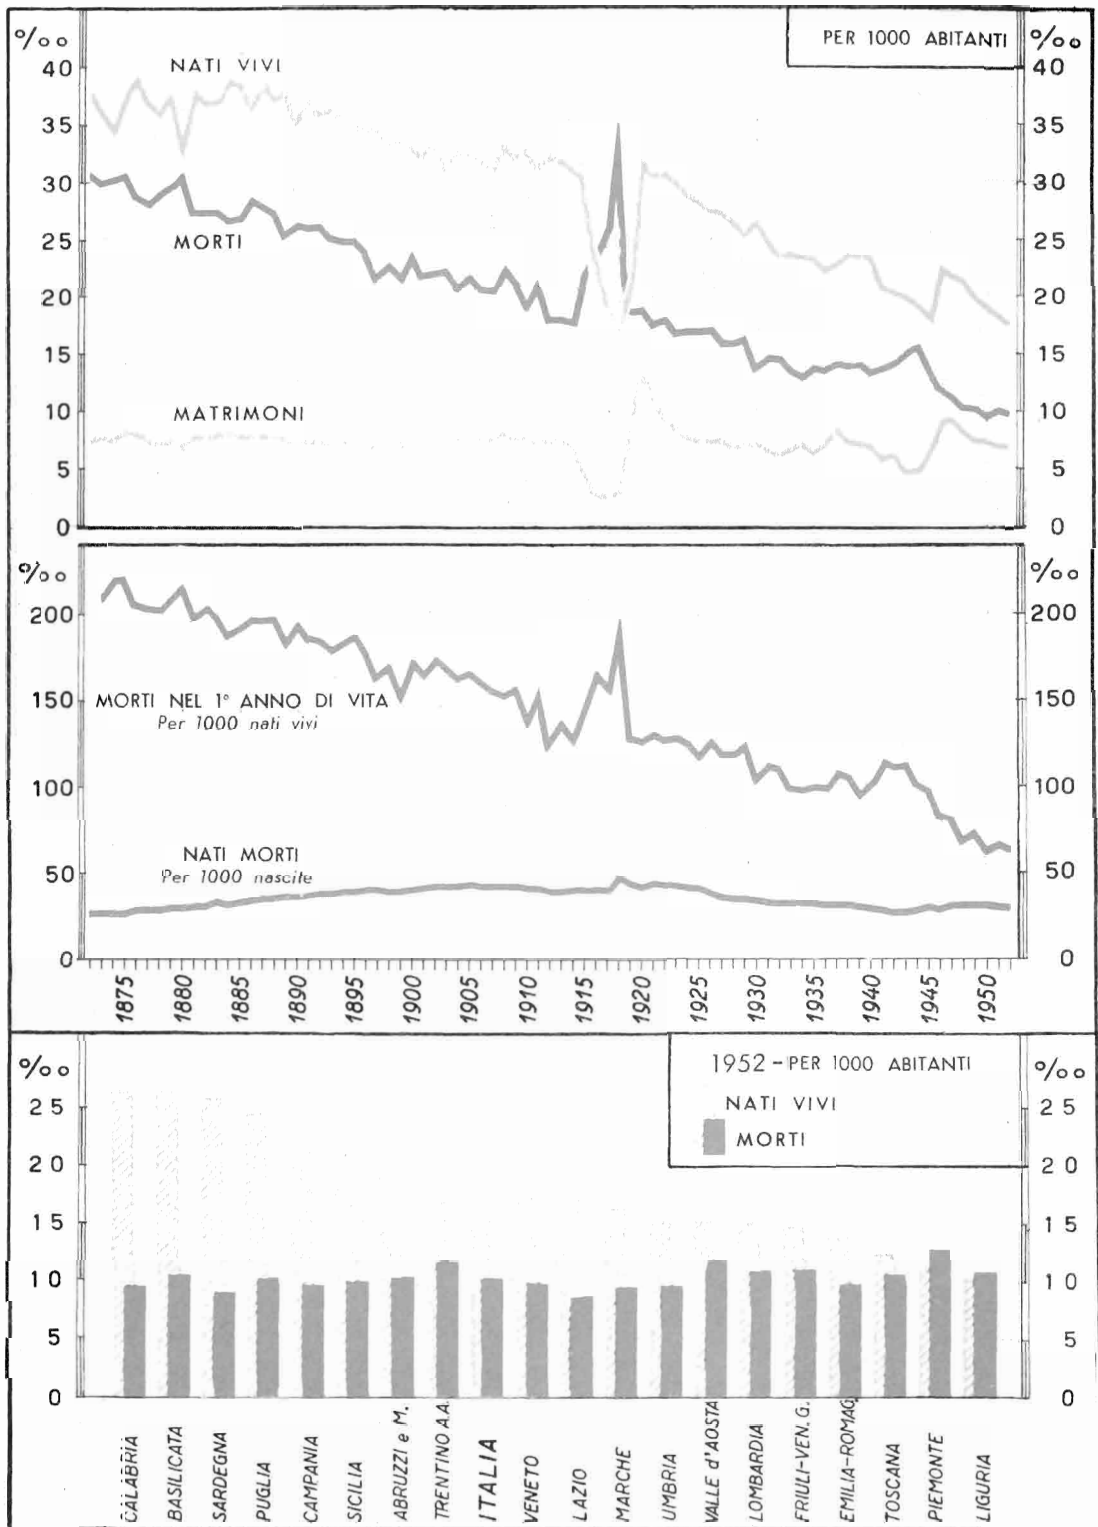 ‰
PER 1000 ABITANTI
‰
40
NATI VIVI
40
35
35
30
30
25
MORTI
25
20
20
15
15
10
MATRIMONI
10
5
5
0
0
‰
‰
200
200
150
MORTI NEL 1° ANNO DI VITA
150
Per 1000 nati vivi
100
100
NATI MORTI
50
Per 1000 nascite
50
0
0
1875 1880 1885 1890 1895 1900 1905 1910 1915 1920 1925 1930 1935 1940 1945 1950
‰
1952 - PER 1000 ABITANTI
‰
25
NATI VIVI
25
MORTI
20
20
15
15
10
10
5
5
0
0
CALABRIA
BASILICATA
SARDEGNA
PUGLIA
CAMPANIA
SICILIA
ABRUZZI e M.
TRENTINO A.A.
ITALIA
VENETO
LAZIO
MARCHE
UMBRIA
VALLE d'AOSTA
LOMBARDIA
FRIULI-VEN. G.
EMILIA-ROMAG.
TOSCANA
PIEMONTE
LIGURIA